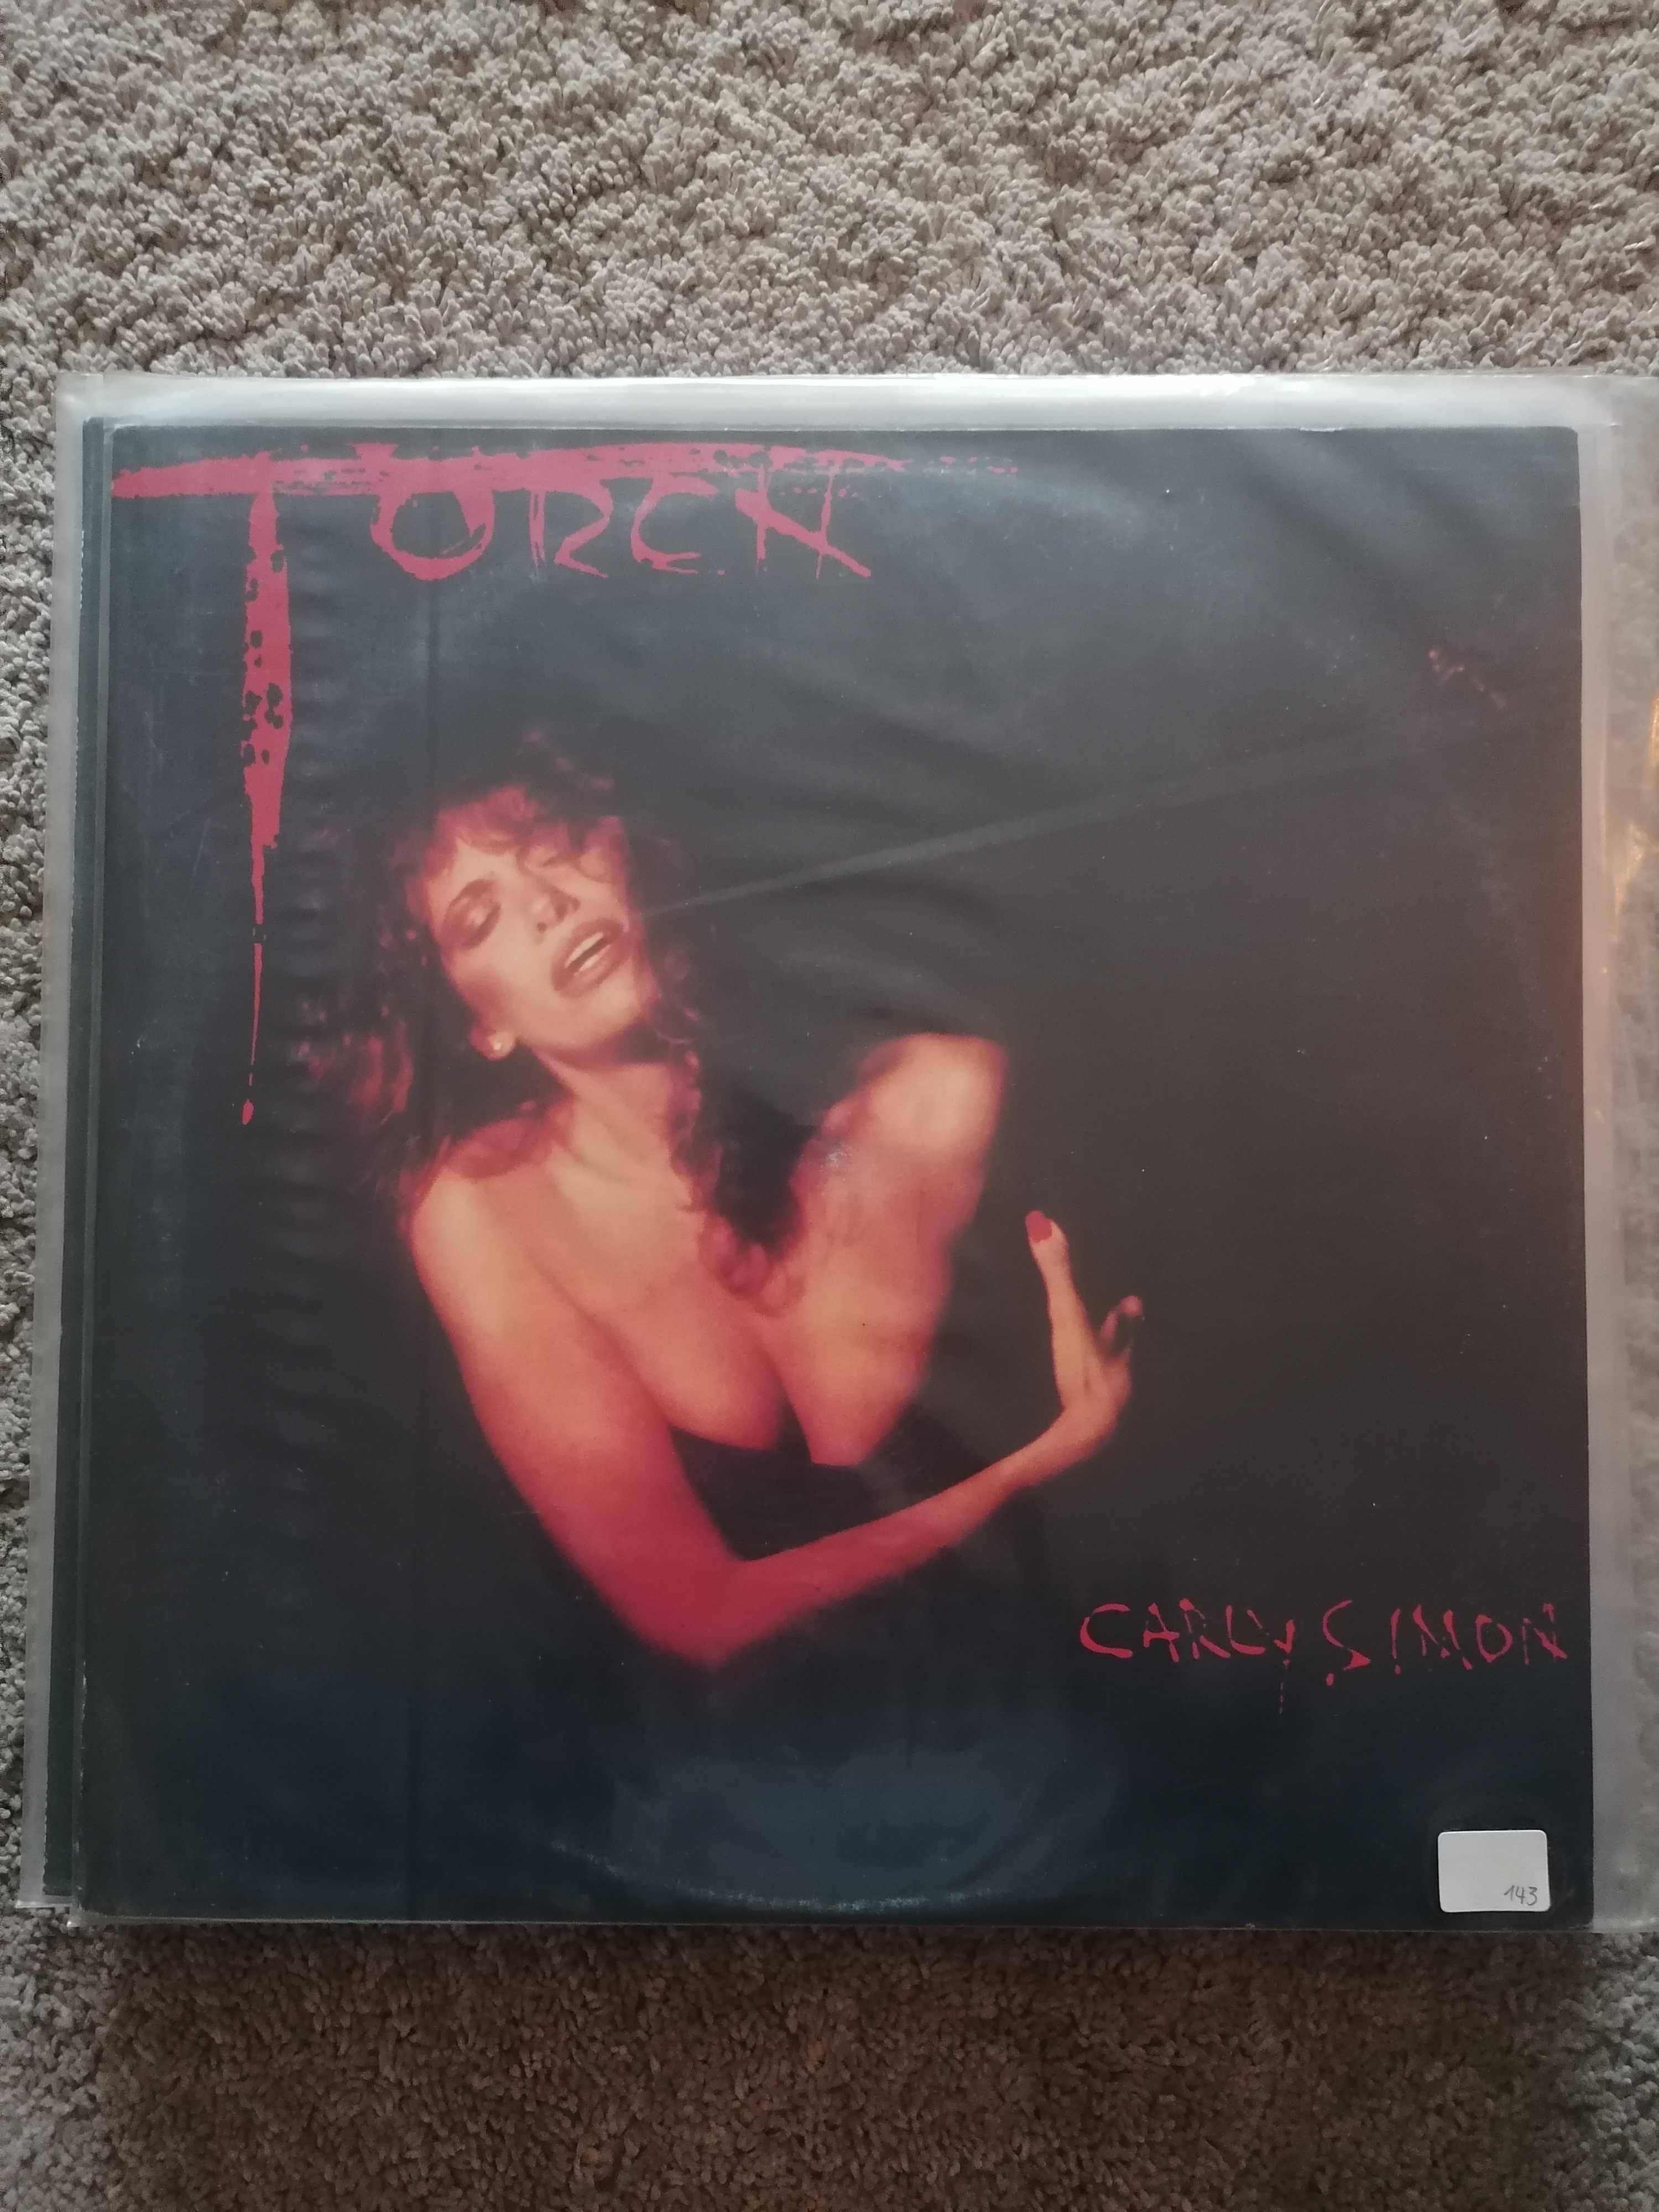 TORCH
CARLY SIMON
143